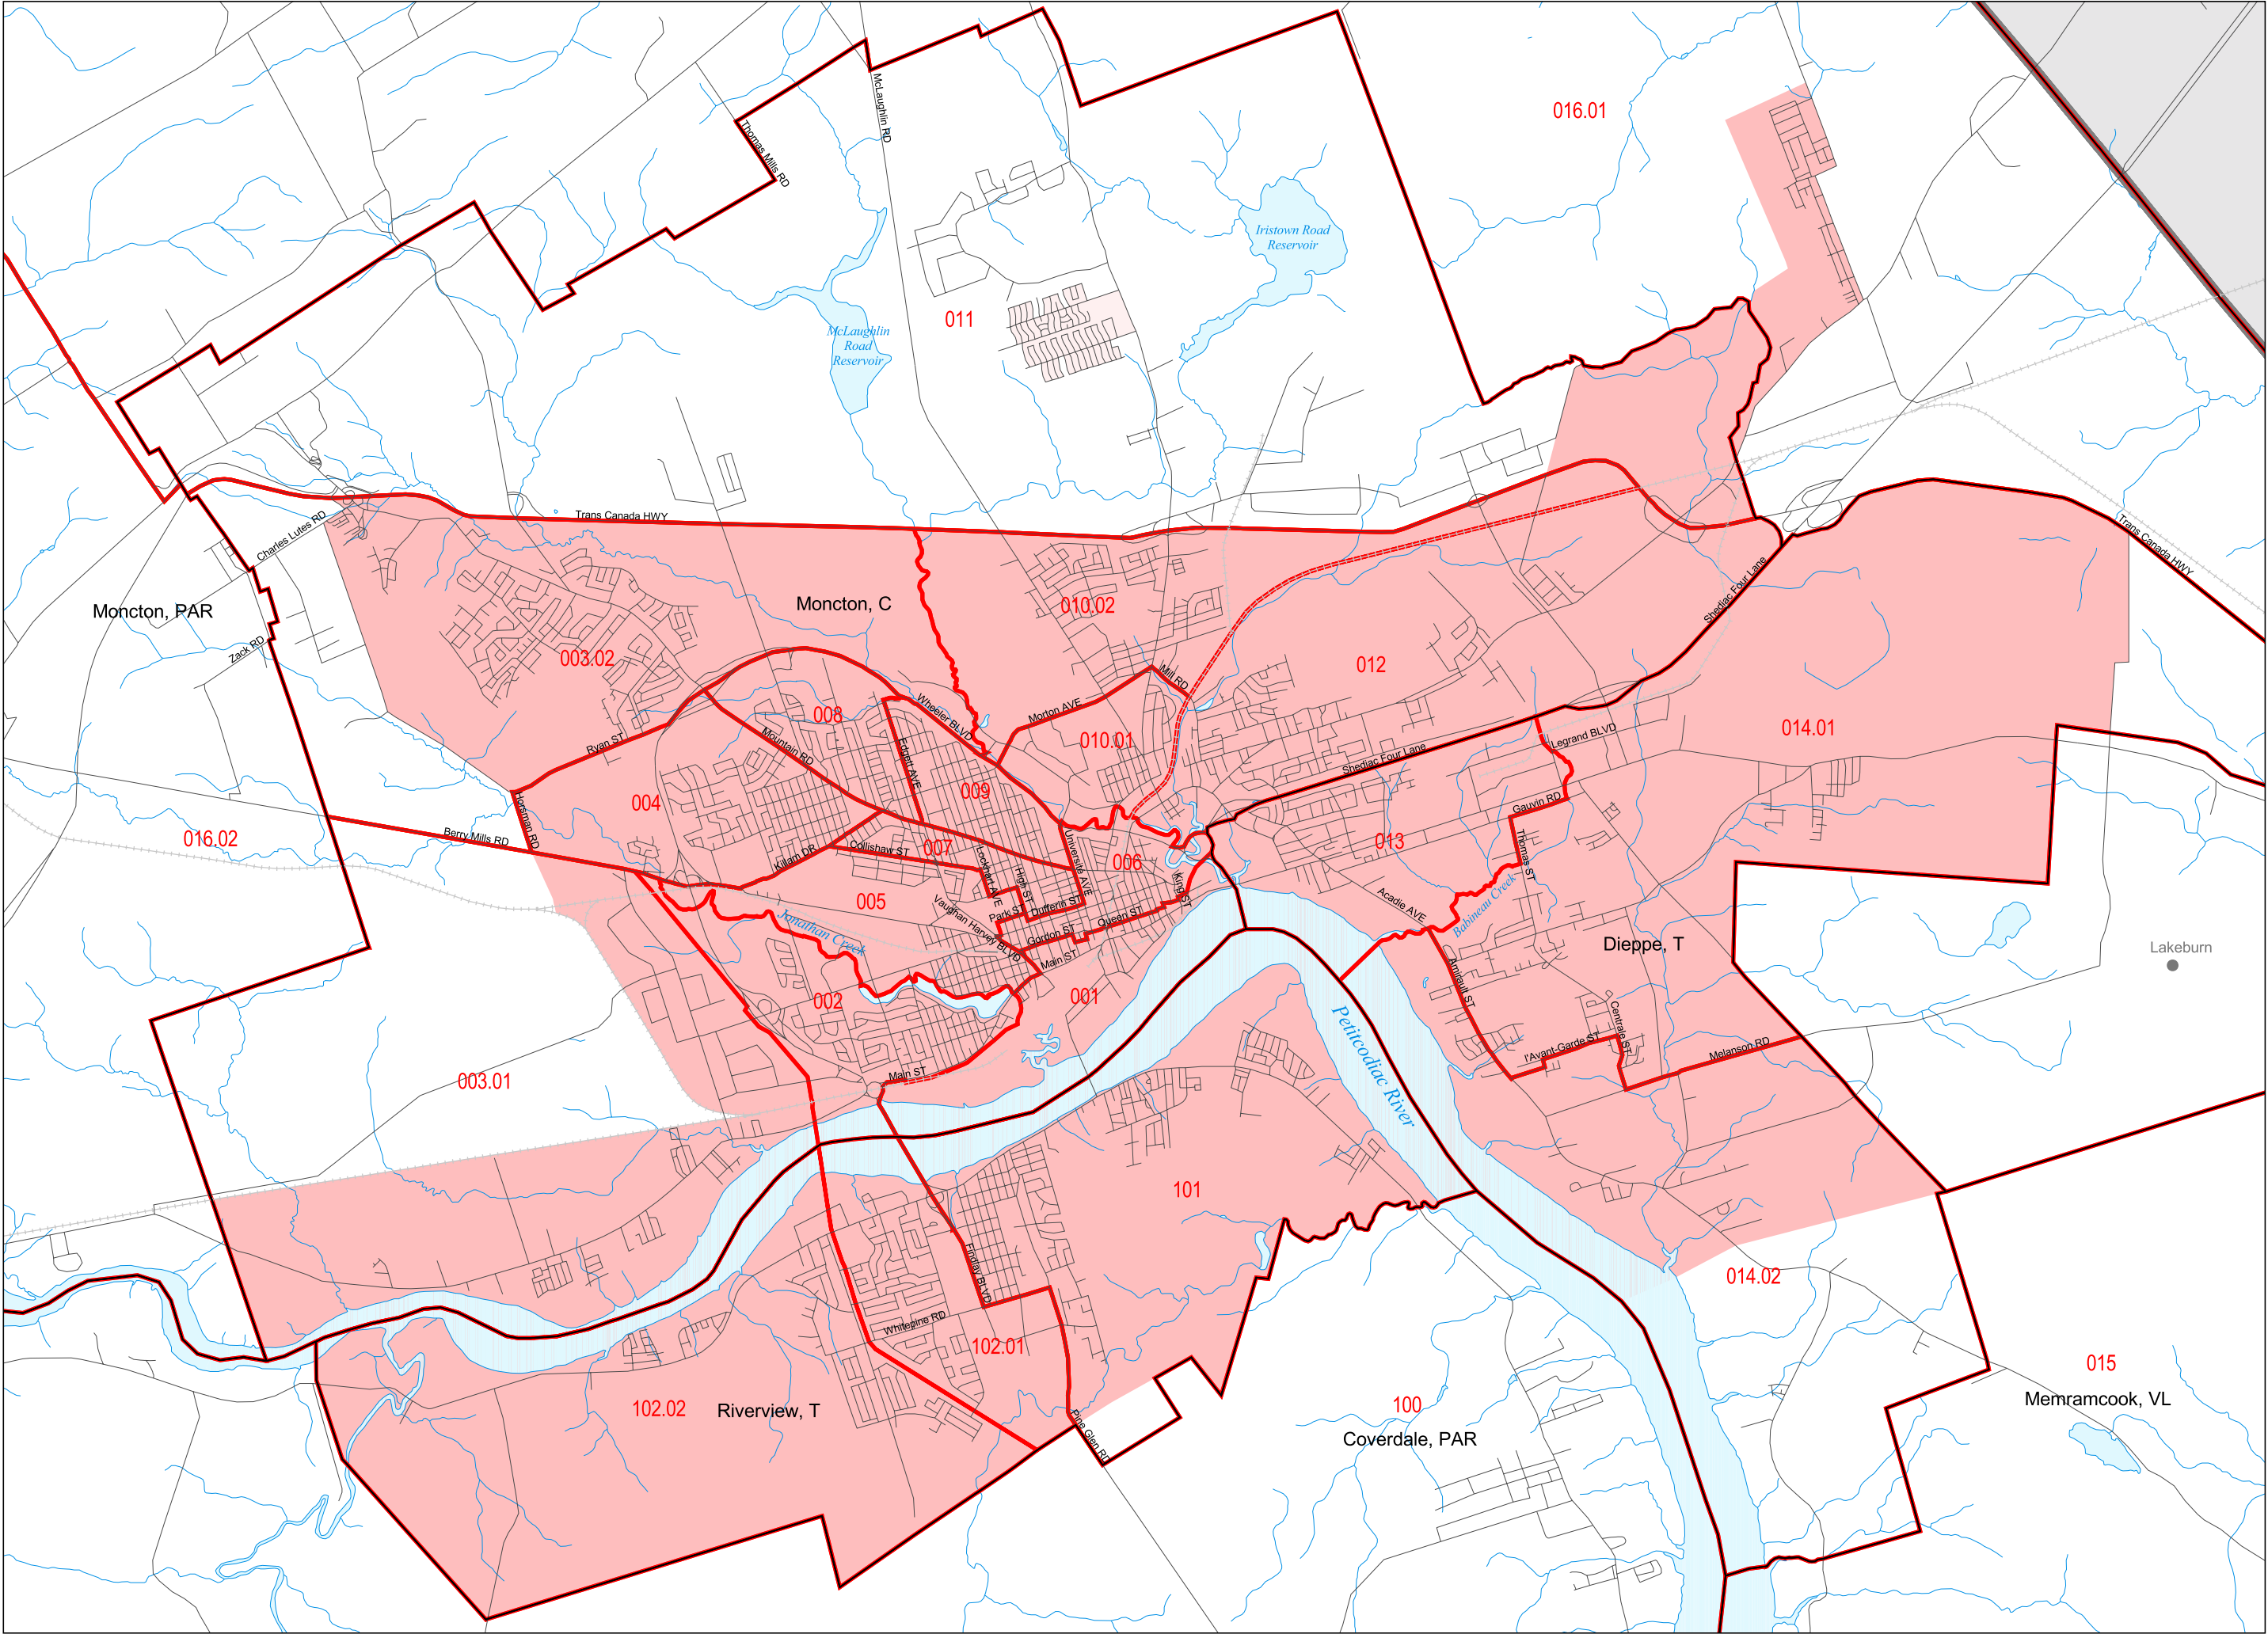 McLaughlin RD
016.01
Thomas Mills RD
Iristown Road
Reservoir
011
McLaughlin
Road
Reservoir
Trans Canada HWY
Charles Lutes RD
Trans Canada HWY
Moncton, PAR
Moncton, C
010.02
Shediac Four Lane
Zack RD
003.02
012
Mill RD
008
Wheeler BLVD
Morton AVE
Ryan ST
Mountain RD
Edgett AVE
010.01
Legrand BLVD
014.01
Shediac Four Lane
004
009
Gauvin RD
Horsman RD
016.02
Berry Mills RD
Killam DR
Collishaw ST
007
Lockhart AVE
High ST
Université AVE
006
013
Thomas ST
King ST
005
Vaughan Harvey BLVD
Park ST
Dufferin ST
Queen ST
Acadie AVE
Babineau Creek
Jonathan Creek
Gordon ST
Main ST
Dieppe, T
Lakeburn
002
001
Amirault ST
Petitcodiac River
Centrale ST
l'Avant-Garde ST
Melanson RD
003.01
Main ST
101
Findlay BLVD
014.02
Whitepine RD
102.01
015
Memramcook, VL
102.02
Riverview, T
Pine Glen RD
100
Coverdale, PAR